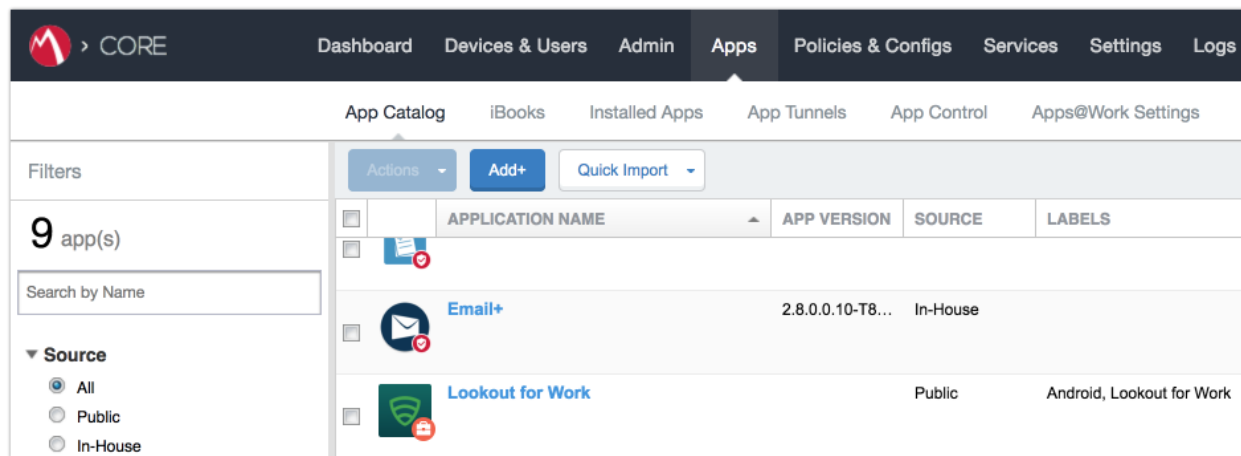 › CORE
Dashboard Devices & Users Admin Apps Policies & Configs Services Settings Logs
App Catalog iBooks Installed Apps App Tunnels App Control Apps@Work Settings
Filters
Actions Add+ Quick Import
9 app(s)
APPLICATION NAME APP VERSION SOURCE LABELS
Search by Name
Email+ 2.8.0.0.10-T8... In-House
Source
All
Public
In-House
Lookout for Work Public Android, Lookout for Work